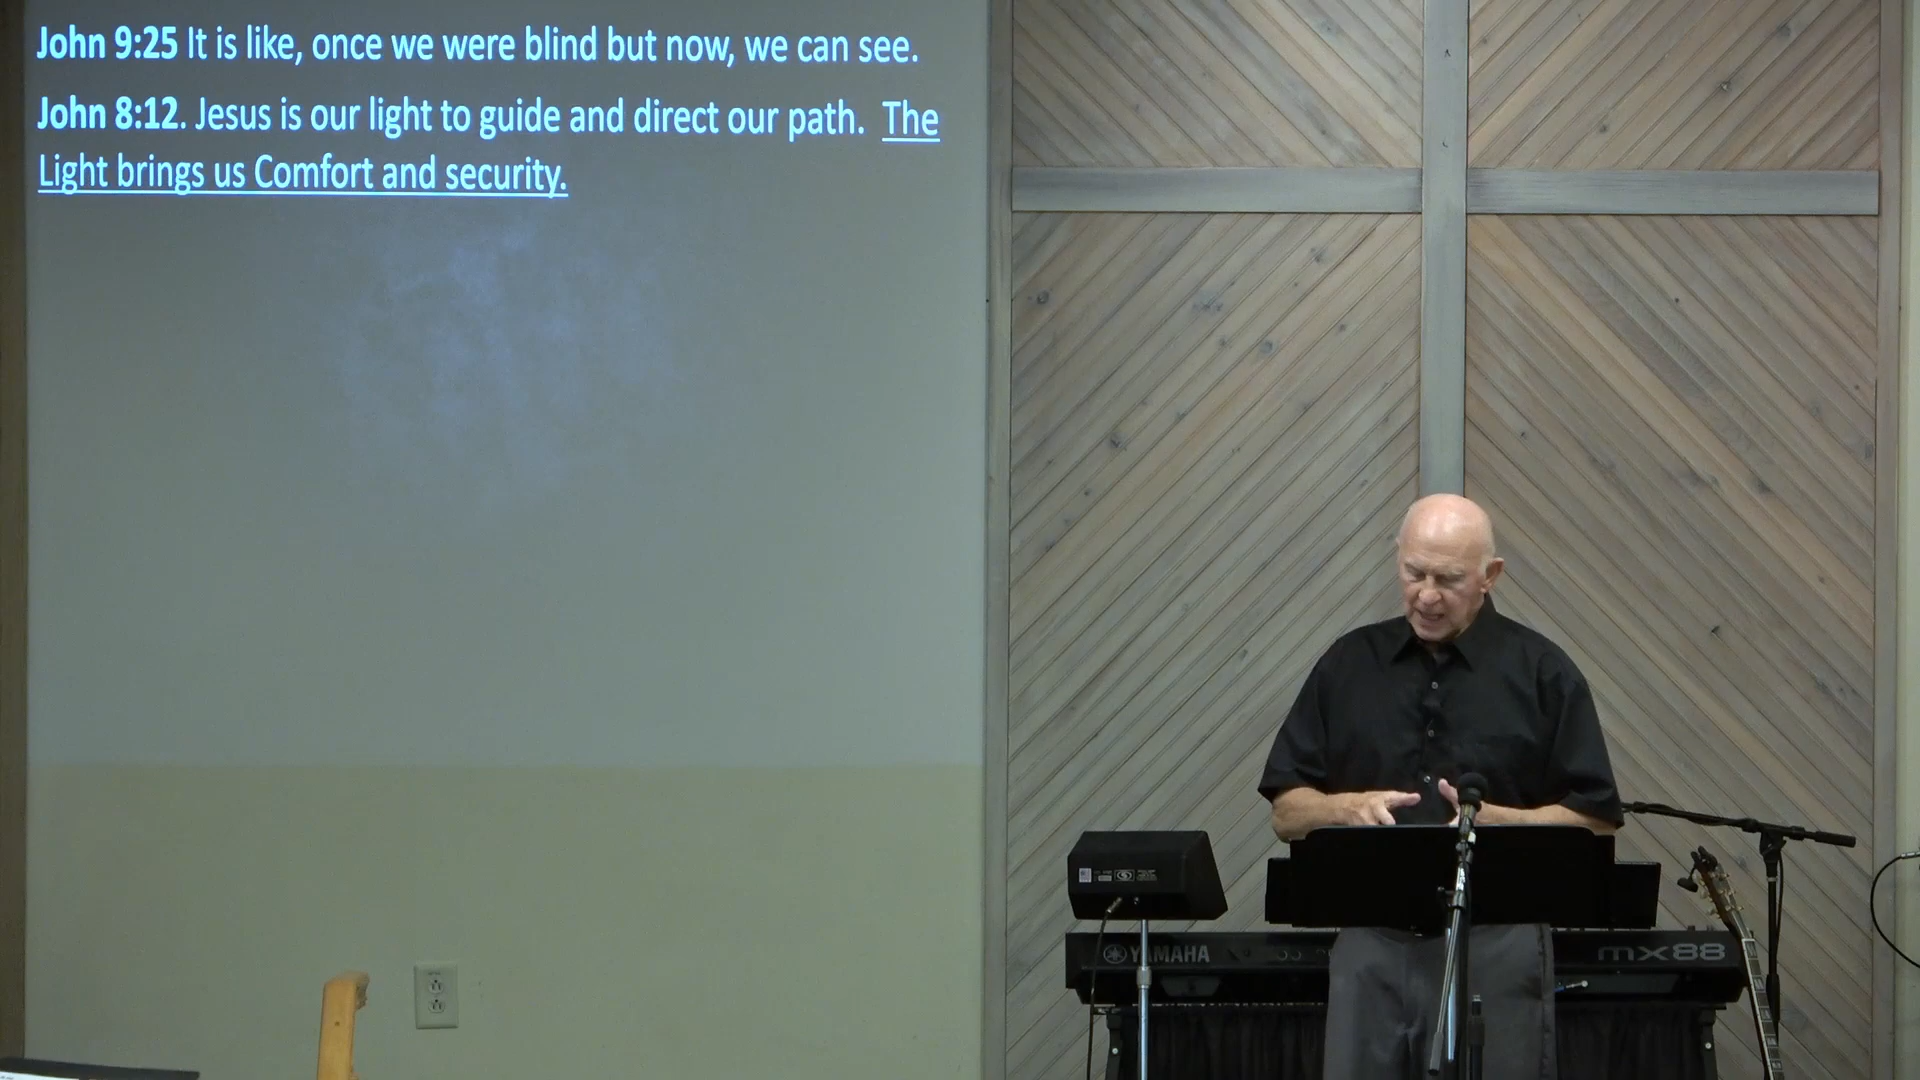 John 9:25 It is like, once we were blind but now, we can see.
John 8:12. Jesus is our light to guide and direct our path. The
Light brings us Comfort and security.
YAMAHA
MX88